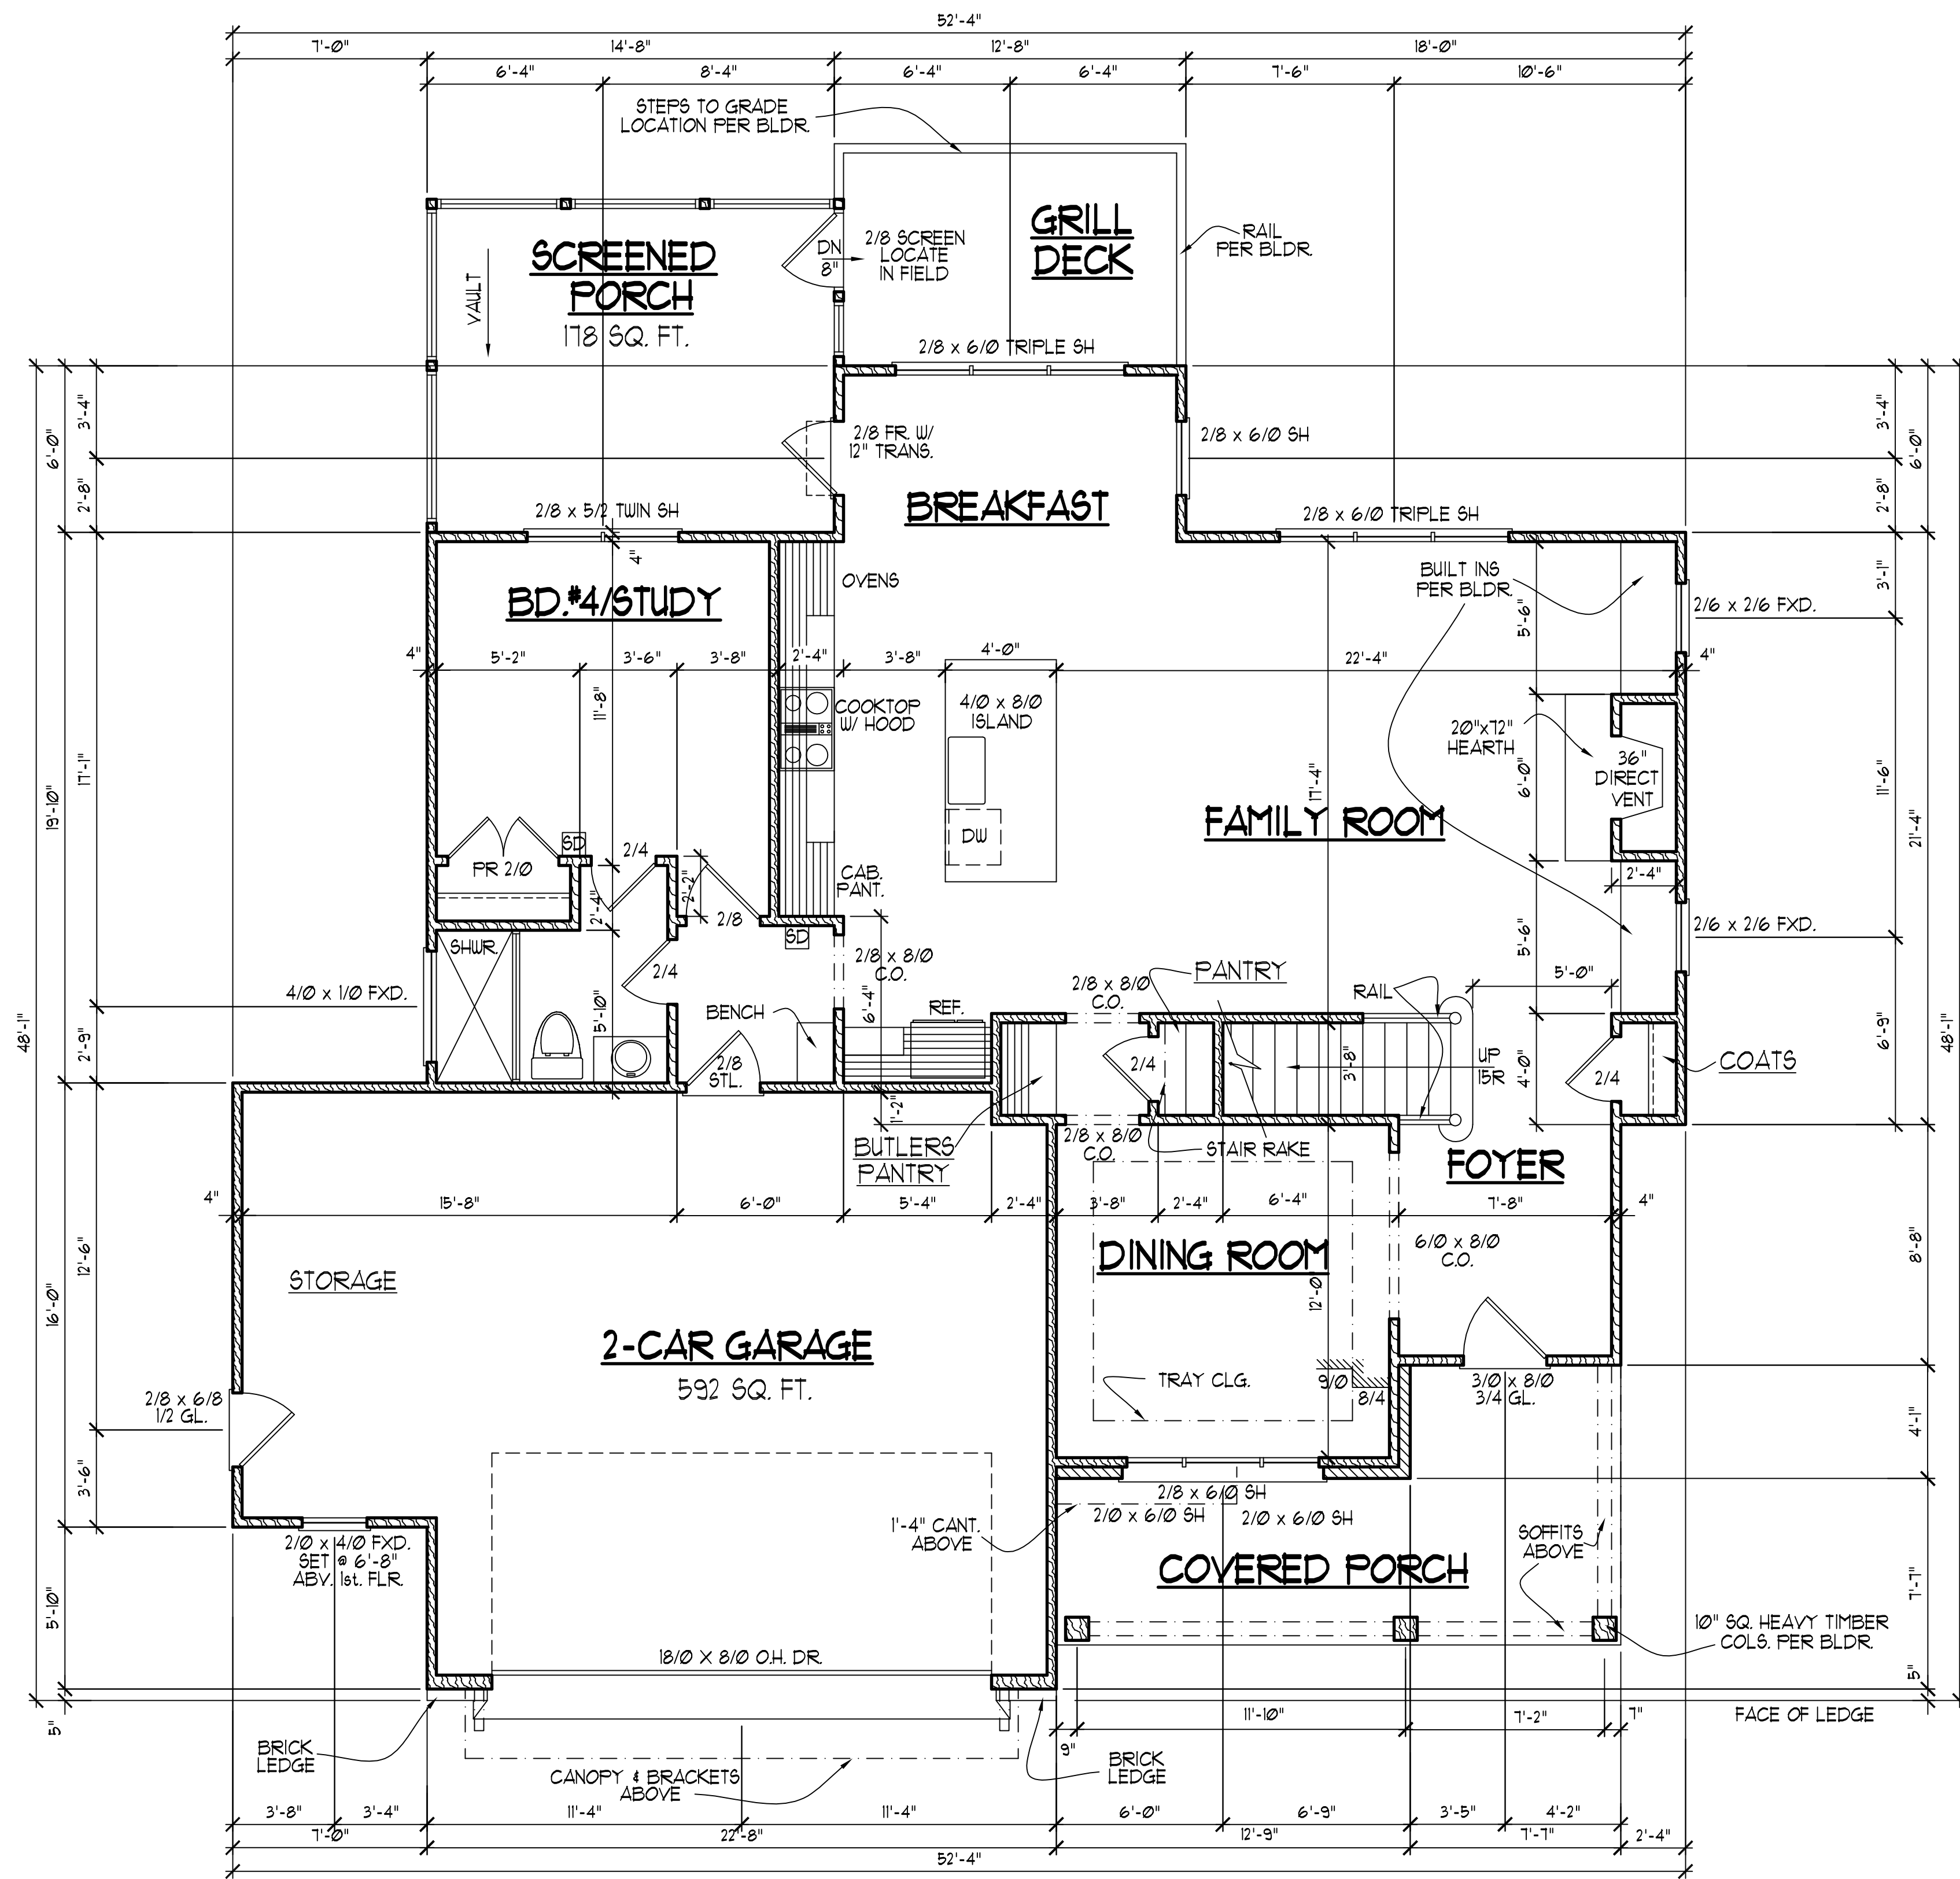 52'-4"
7'-0"
14'-8"
12'-8"
18'-0"
6'-4"
8'-4"
6'-4"
6'-4"
7'-6"
10'-6"
STEPS TO GRADE
LOCATION PER BLDR.
SCREENED
PORCH
178 SQ. FT.
VAULT
DN
8"
2/8 SCREEN
LOCATE
IN FIELD
GRILL
DECK
RAIL
PER BLDR.
2/8 x 6/0 TRIPLE SH
3'-4"
6'-0"
2'-8"
2/8 FR. W/
12" TRANS.
2/8 x 6/0 SH
3'-4"
6'-0"
2'-8"
BREAKFAST
2/8 x 5/2 TWIN SH
2/8 x 6/0 TRIPLE SH
4"
BD.#4/STUDY
OVENS
BUILT INS
PER BLDR.
5'-6"
3'-1"
2/6 x 2/6 FXD.
4"
5'-2"
3'-6"
3'-8"
2'-4"
3'-8"
4'-0"
22'-4"
4"
11'-8"
COOKTOP
W/ HOOD
4/0 x 8/0
ISLAND
20"x72"
HEARTH
36"
DIRECT
VENT
6'-0"
17'-4"
11'-6"
17'-1"
19'-10"
21'-4"
FAMILY ROOM
DW
SD
PR 2/0
2/4
2'-2"
2'-4"
2/8
CAB.
PANT.
2'-4"
SD
SHWR.
2/6 x 2/6 FXD.
5'-6"
2/8 x 8/0
C.O.
2/4
5'-0"
4/0 x 1/0 FXD.
5'-10"
BENCH
6'-4"
REF.
2/8 x 8/0
C.O.
PANTRY
RAIL
48'-1"
2'-9"
2/8
STL.
2/4
3'-8"
UP
15R
4'-0"
2/4
COATS
6'-9"
48'-1"
1'-2"
BUTLERS
PANTRY
2/8 x 8/0
C.O.
STAIR RAKE
FOYER
4"
15'-8"
6'-0"
5'-4"
2'-4"
3'-8"
2'-4"
6'-4"
7'-8"
4"
12'-6"
16'-0"
STORAGE
DINING ROOM
12'-0"
6/0 x 8/0
C.O.
8'-8"
2-CAR GARAGE
592 SQ. FT.
TRAY CLG.
9/0
8/4
3/0 x 8/0
3/4 GL.
2/8 x 6/8
1/2 GL.
4'-1"
3'-6"
2/8 x 6/0 SH
2/0 x 6/0 SH
2/0 x 6/0 SH
1'-4" CANT.
ABOVE
SOFFITS
ABOVE
2/0 x 4/0 FXD.
SET @ 6'-8"
ABV. 1st. FLR.
COVERED PORCH
5'-10"
7'-7"
10" SQ. HEAVY TIMBER
COLS. PER BLDR.
18/0 X 8/0 O.H. DR.
5"
5"
11'-10"
7'-2"
7"
9"
FACE OF LEDGE
BRICK
LEDGE
CANOPY & BRACKETS
ABOVE
BRICK
LEDGE
3'-8"
3'-4"
11'-4"
11'-4"
6'-0"
6'-9"
3'-5"
4'-2"
7'-0"
22'-8"
12'-9"
7'-7"
2'-4"
52'-4"